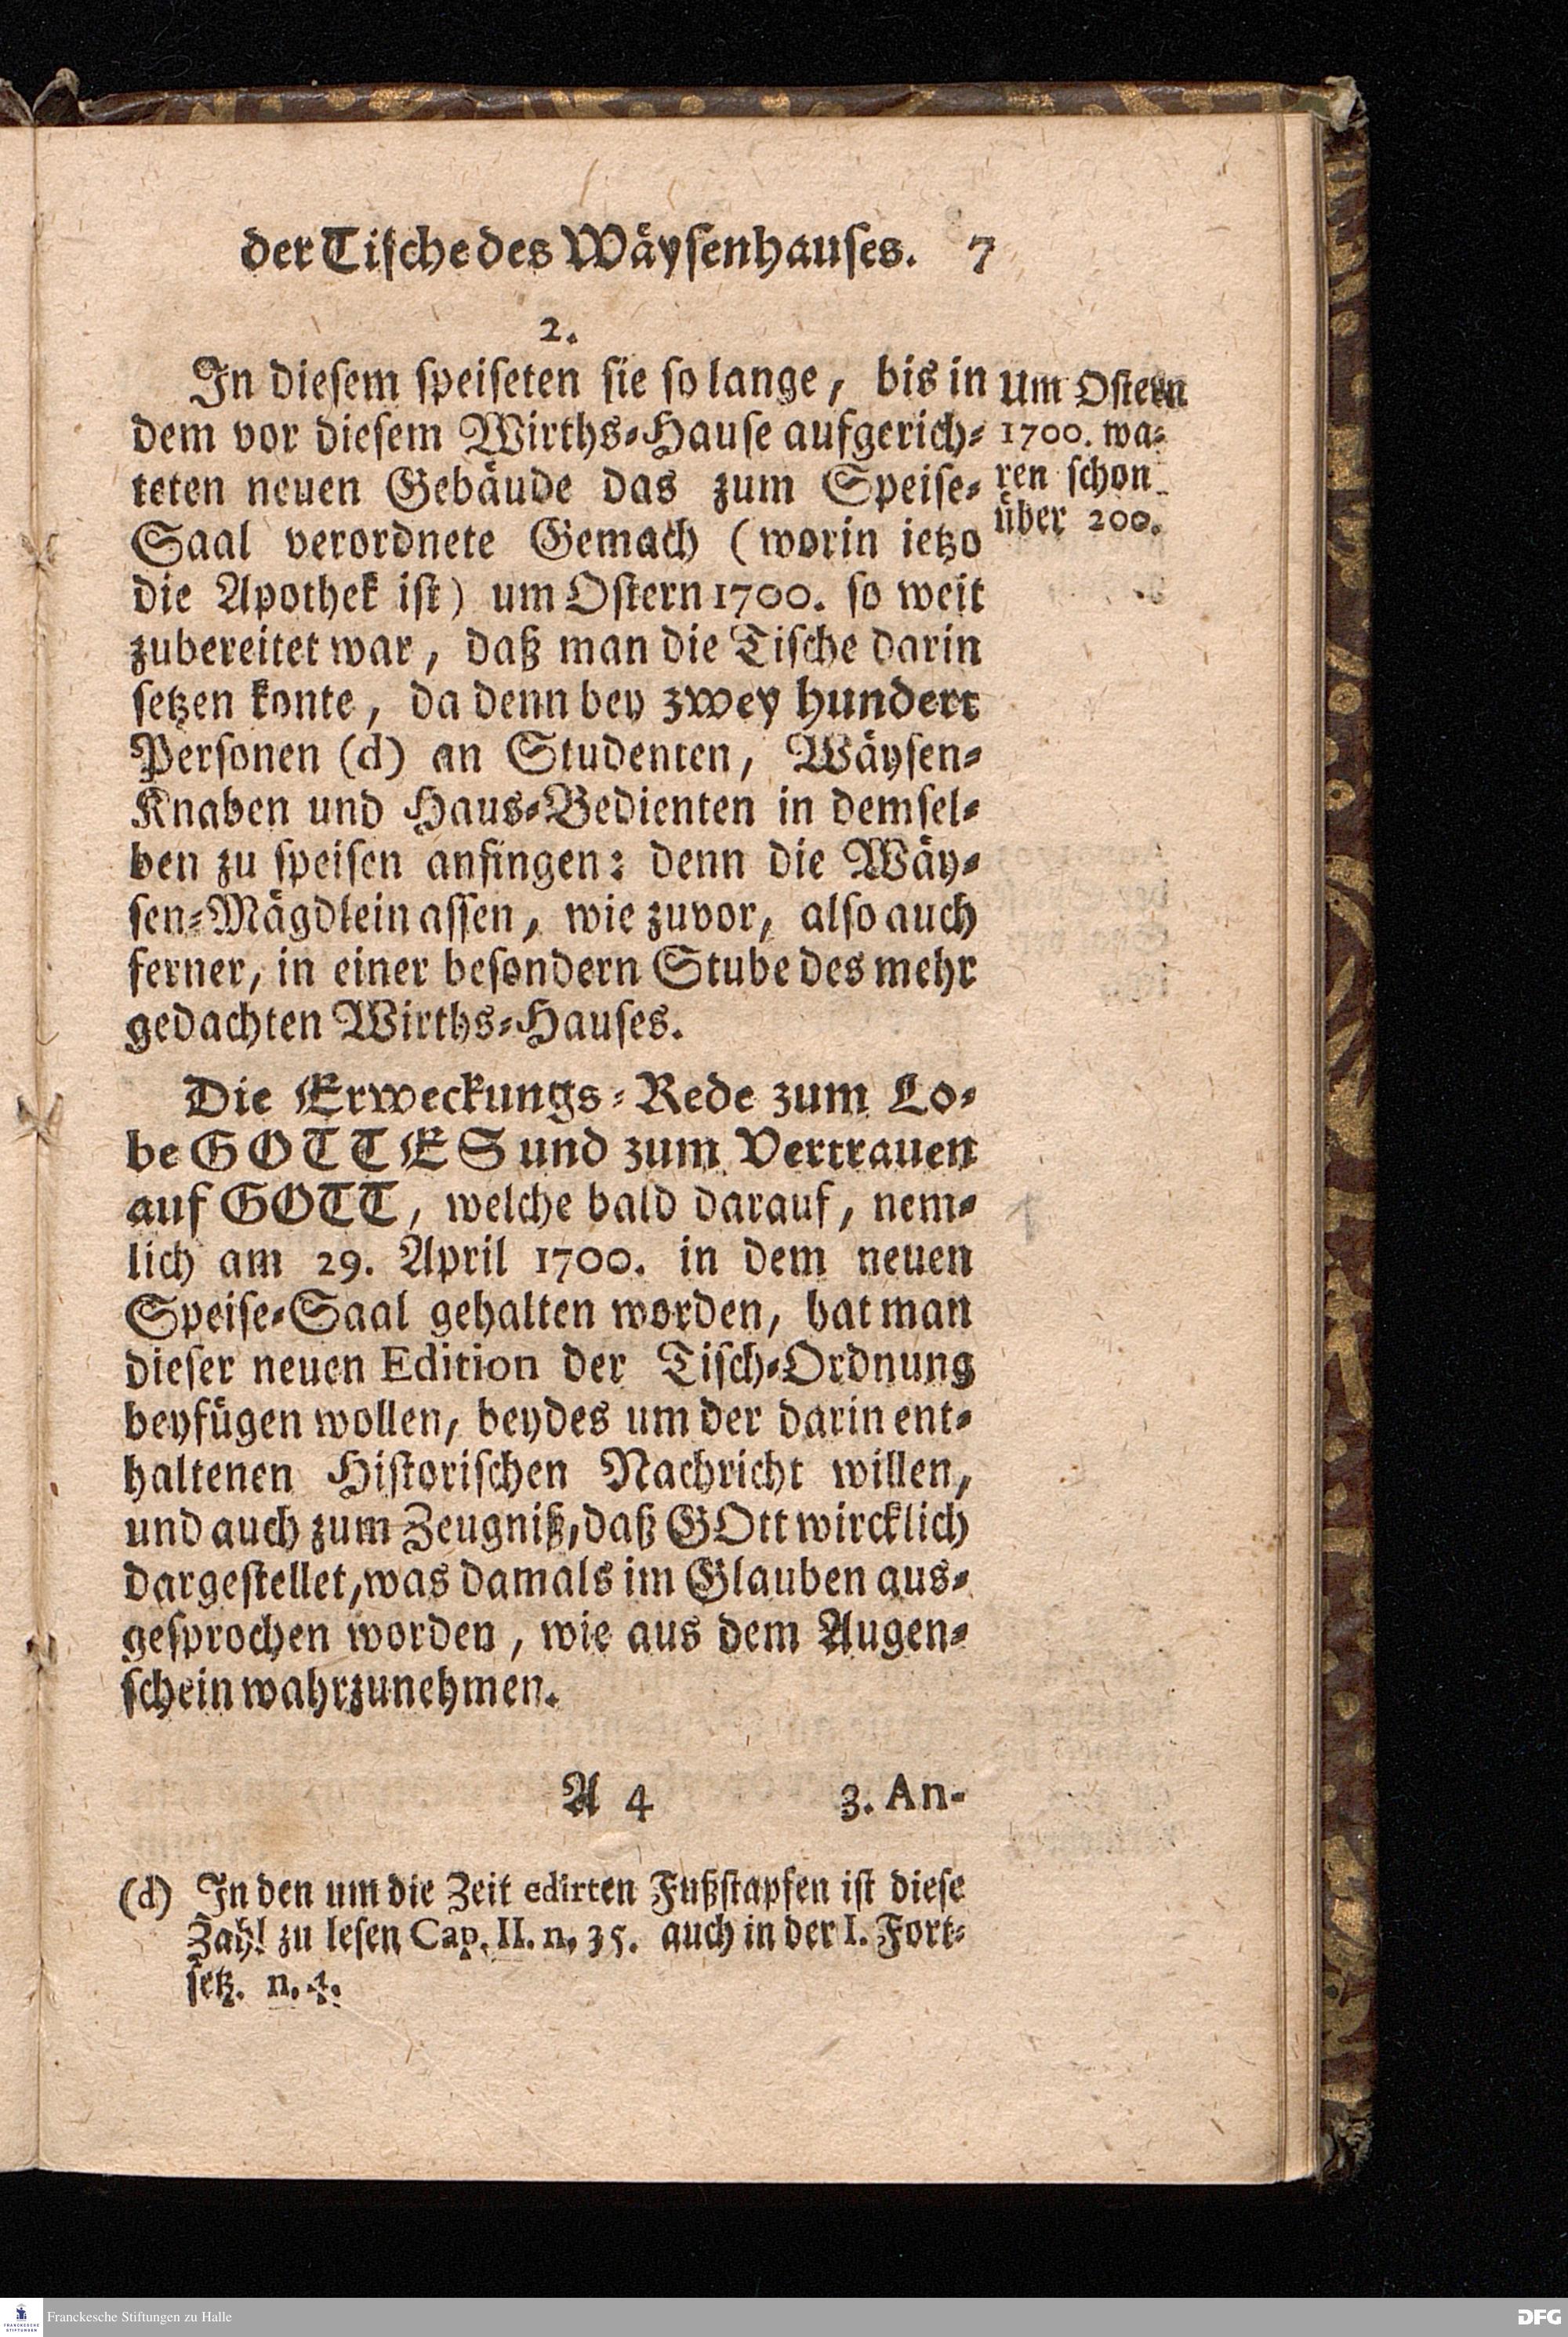 der Tische des Wäysenhauses. 7
2.
In diesem speiseten sie so lange, bis in
dem vor diesem Wirths-Hause aufgerich-
teten neuen Gebäude das zum Speise-
Saal verordnete Gemach (worin ietzo
die Apothek ist) um Ostern 1700. so weit
zubereitet war, daß man die Tische darin
setzen konte, da denn bey zwey hundert
Personen (d) an Studenten, Wäysen-
Knaben und Haus-Bedienten in demsel-
ben zu speisen anfingen: denn die Wäy-
sen-Mägdlein assen, wie zuvor, also auch
ferner, in einer besondern Stube des mehr
gedachten Wirths-Hauses.
Um Ostern
1700. wa-
ren schon
über 200.
Die Erweckungs-Rede zum Lo-
be GOTTES und zum Vertrauen
auf GOTT, welche bald darauf, nem-
lich am 29. April 1700. in dem neuen
Speise-Saal gehalten worden, hat man
dieser neuen Edition der Tisch-Ordnung
beyfügen wollen, beydes um der darin ent-
haltenen Historischen Nachricht willen,
und auch zum Zeugniß, daß GOtt wircklich
dargestellet, was damals im Glauben aus-
gesprochen worden, wie aus dem Augen-
schein wahrzunehmen.
A 4 3. An-
(d) In den um die Zeit edirten Fußstapfen ist diese
Zahl zu lesen Cap. II. n. 35. auch in der I. Fort-
setz. n. 4.
FRANCKESCHE
STIFTUNGEN
Franckesche Stiftungen zu Halle
DFG